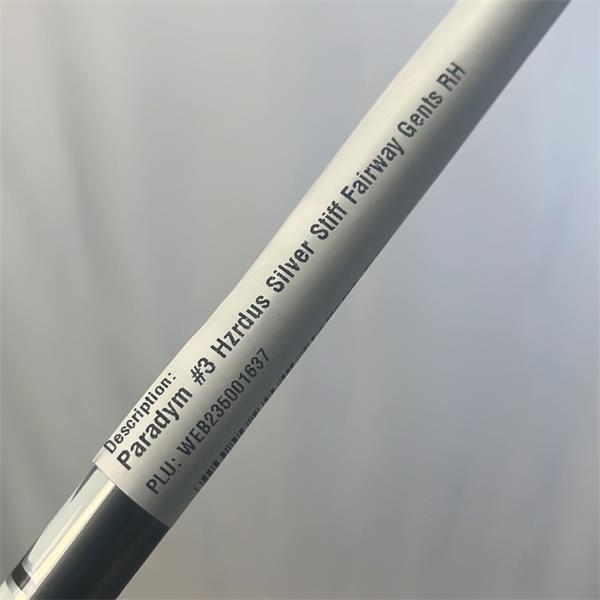 Description:
Paradym #3 Hzrdus Silver Stiff Fairway Gents RH
PLU: WEB235001637